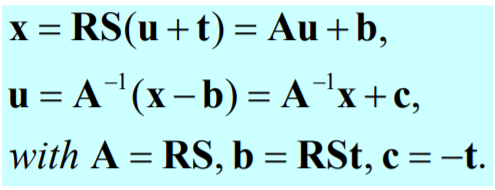 x = RS(u + t) = Au + b,
u = A⁻¹(x − b) = A⁻¹x + c,
with A = RS, b = RSt, c = −t.